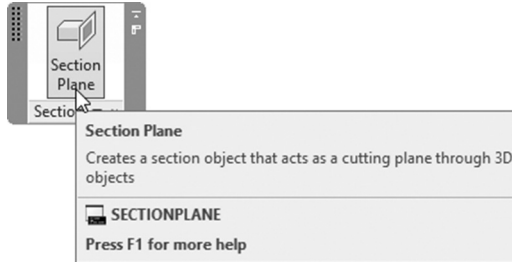 Section
Plane
Sectio
Section Plane
Creates a section object that acts as a cutting plane through 3D
objects
SECTIONPLANE
Press F1 for more help